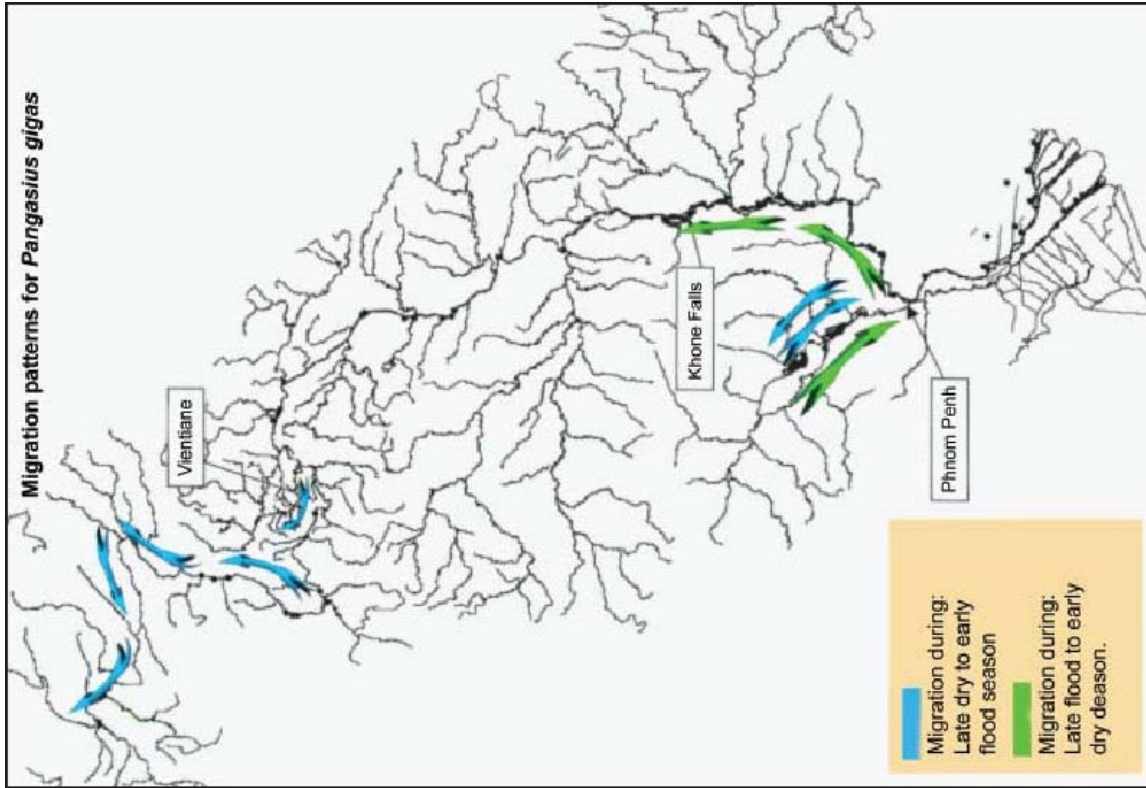 Migration patterns for Pangasius gigas
Vientiane
Khone Falls
Phnom Penh
Migration during:
Late dry to early
flood season
Migration during:
Late flood to early
dry deason.